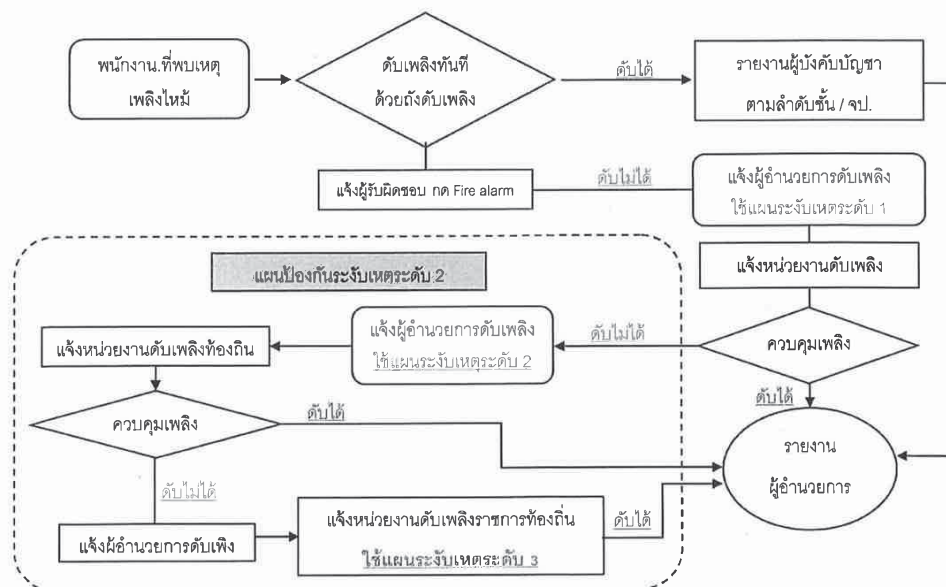 พนักงาน.ที่พบเหตุ
เพลิงไหม้
ดับเพลิงทันที
ด้วยถังดับเพลิง
ดับได้
รายงานผู้บังคับบัญชา
ตามลำดับชั้น / จป.
แจ้งผู้รับผิดชอบ กด Fire alarm
ดับไม่ได้
แจ้งผู้อำนวยการดับเพลิง
ใช้แผนระงับเหตุระดับ 1
แจ้งหน่วยงานดับเพลิง
แผนป้องกันระงับเหตุระดับ 2
แจ้งผู้อำนวยการดับเพลิง
ใช้แผนระงับเหตุระดับ 2
ดับไม่ได้
ควบคุมเพลิง
แจ้งหน่วยงานดับเพลิงท้องถิน
ดับได้
ควบคุมเพลิง
ดับได้
รายงาน
ผู้อำนวยการ
ดับไม่ได้
แจ้งผู้อำนวยการดับเพิง
แจ้งหน่วยงานดับเพลิงราชการท้องถิ่น
ใช้แผนระงับเหตุระดับ 3
ดับได้